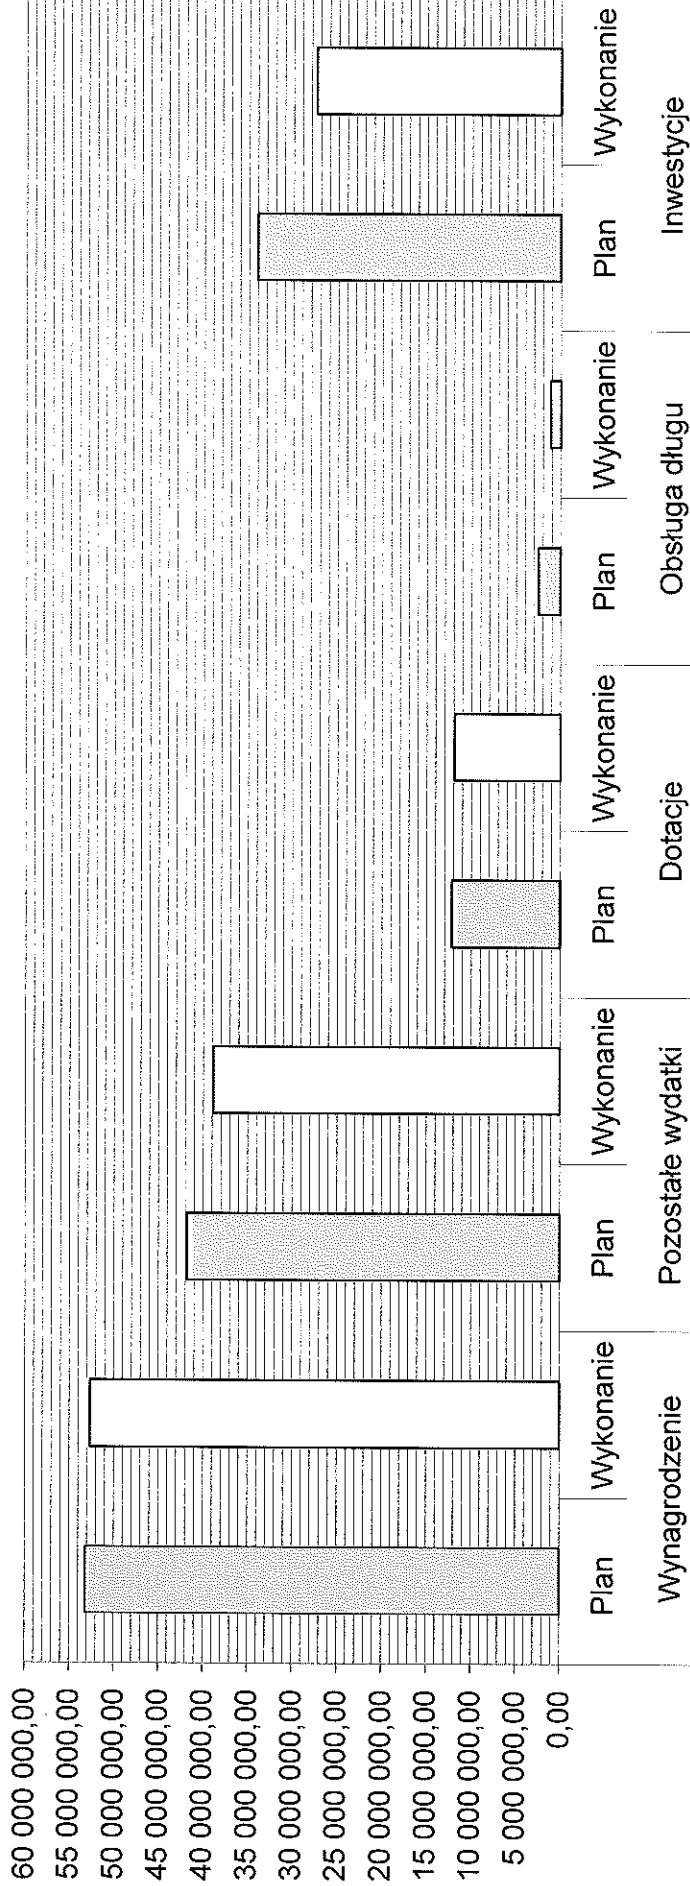 60 000 000,00
55 000 000,00
50 000 000,00
45 000 000,00
40 000 000,00
35 000 000,00
30 000 000,00
25 000 000,00
20 000 000,00
15 000 000,00
10 000 000,00
5 000 000,00
0,00
Plan Wykonanie Plan Wykonanie Plan Wykonanie Plan Wykonanie Plan Wykonanie
Wynagrodzenie Pozostałe wydatki Dotacje Obsługa długu Inwestycje